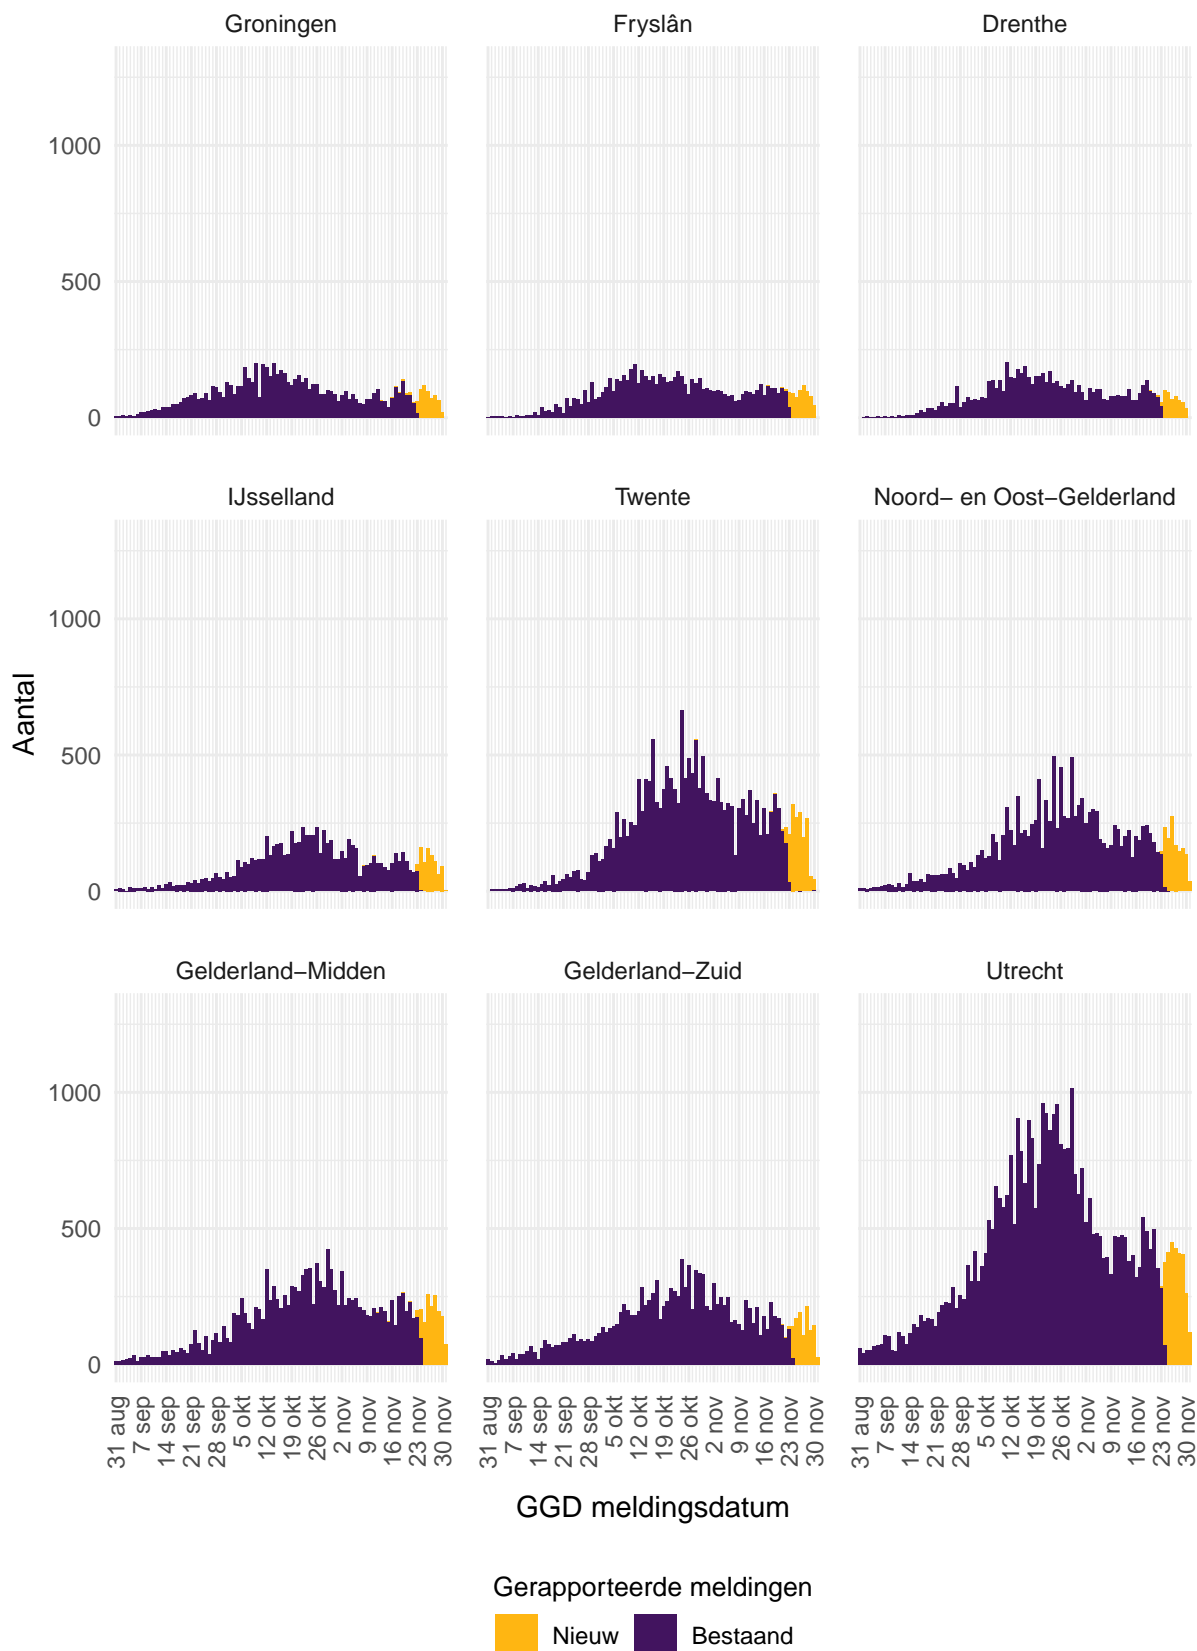 Groningen
Fryslân
Drenthe
1000
500
0
IJsselland
Twente
Noord− en Oost−Gelderland
1000
500
0
Aantal
Gelderland−Midden
Gelderland−Zuid
Utrecht
1000
500
0
31 aug
7 sep
14 sep
21 sep
28 sep
5 okt
12 okt
19 okt
26 okt
2 nov
9 nov
16 nov
23 nov
30 nov
31 aug
7 sep
14 sep
21 sep
28 sep
5 okt
12 okt
19 okt
26 okt
2 nov
9 nov
16 nov
23 nov
30 nov
31 aug
7 sep
14 sep
21 sep
28 sep
5 okt
12 okt
19 okt
26 okt
2 nov
9 nov
16 nov
23 nov
30 nov
GGD meldingsdatum
Gerapporteerde meldingen
Nieuw Bestaand